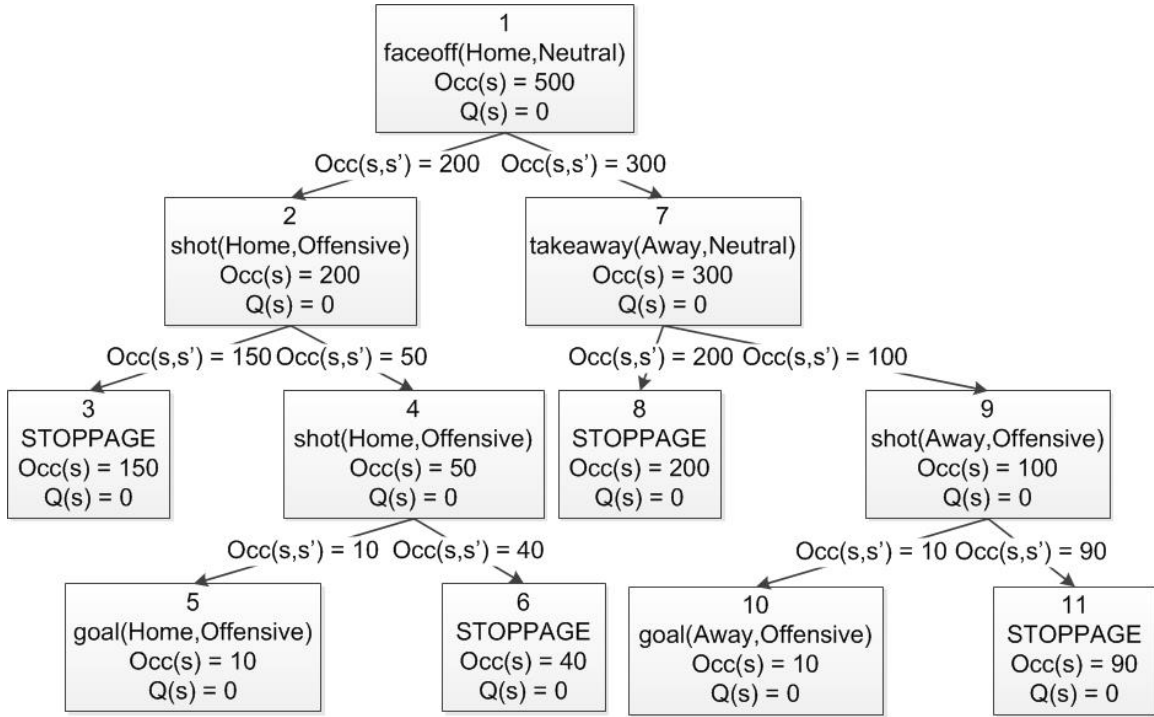 1
faceoff(Home,Neutral)
Occ(s) = 500
Q(s) = 0
Occ(s,s’) = 200
Occ(s,s’) = 300
2
shot(Home,Offensive)
Occ(s) = 200
Q(s) = 0
7
takeaway(Away,Neutral)
Occ(s) = 300
Q(s) = 0
Occ(s,s’) = 150
Occ(s,s’) = 50
Occ(s,s’) = 200
Occ(s,s’) = 100
3
STOPPAGE
Occ(s) = 150
Q(s) = 0
4
shot(Home,Offensive)
Occ(s) = 50
Q(s) = 0
8
STOPPAGE
Occ(s) = 200
Q(s) = 0
9
shot(Away,Offensive)
Occ(s) = 100
Q(s) = 0
Occ(s,s’) = 10
Occ(s,s’) = 40
Occ(s,s’) = 10
Occ(s,s’) = 90
5
goal(Home,Offensive)
Occ(s) = 10
Q(s) = 0
6
STOPPAGE
Occ(s) = 40
Q(s) = 0
10
goal(Away,Offensive)
Occ(s) = 10
Q(s) = 0
11
STOPPAGE
Occ(s) = 90
Q(s) = 0